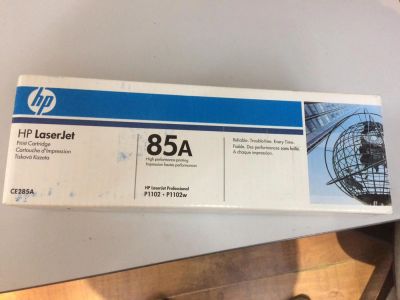 hp
HP LaserJet
Print Cartridge
Cartouche d'impression
Tisková Kazeta
CE285A
85A
High performance printing
Impression hautes performances
HP LaserJet Professional
P1102 • P1102w
Reliable. Trouble-free. Every Time.
Fiable. Des performances sans faille.
À chaque impression.